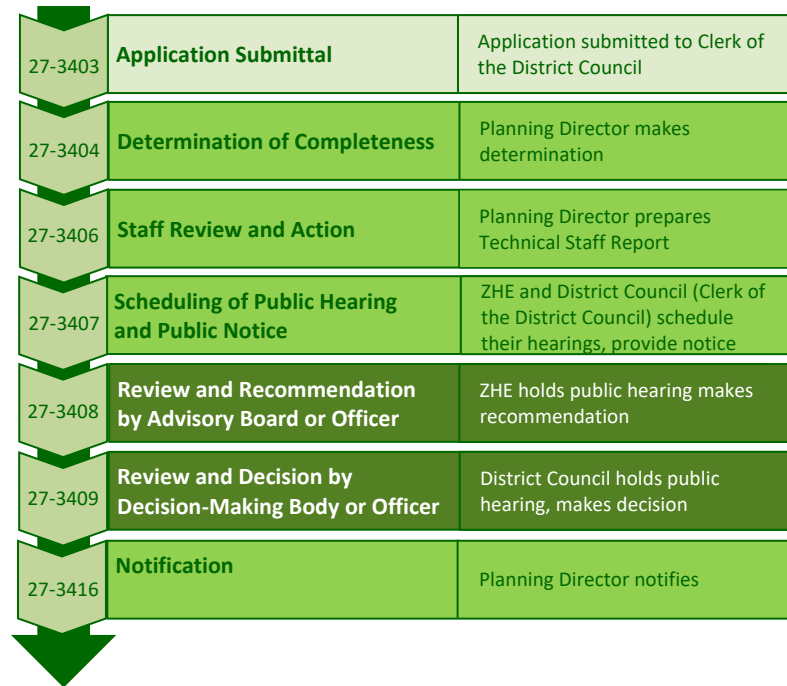 27-3403
Application Submittal
Application submitted to Clerk of
the District Council
27-3404
Determination of Completeness
Planning Director makes
determination
27-3406
Staff Review and Action
Planning Director prepares
Technical Staff Report
27-3407
Scheduling of Public Hearing
and Public Notice
ZHE and District Council (Clerk of
the District Council) schedule
their hearings, provide notice
27-3408
Review and Recommendation
by Advisory Board or Officer
ZHE holds public hearing makes
recommendation
27-3409
Review and Decision by
Decision-Making Body or Officer
District Council holds public
hearing, makes decision
27-3416
Notification
Planning Director notifies